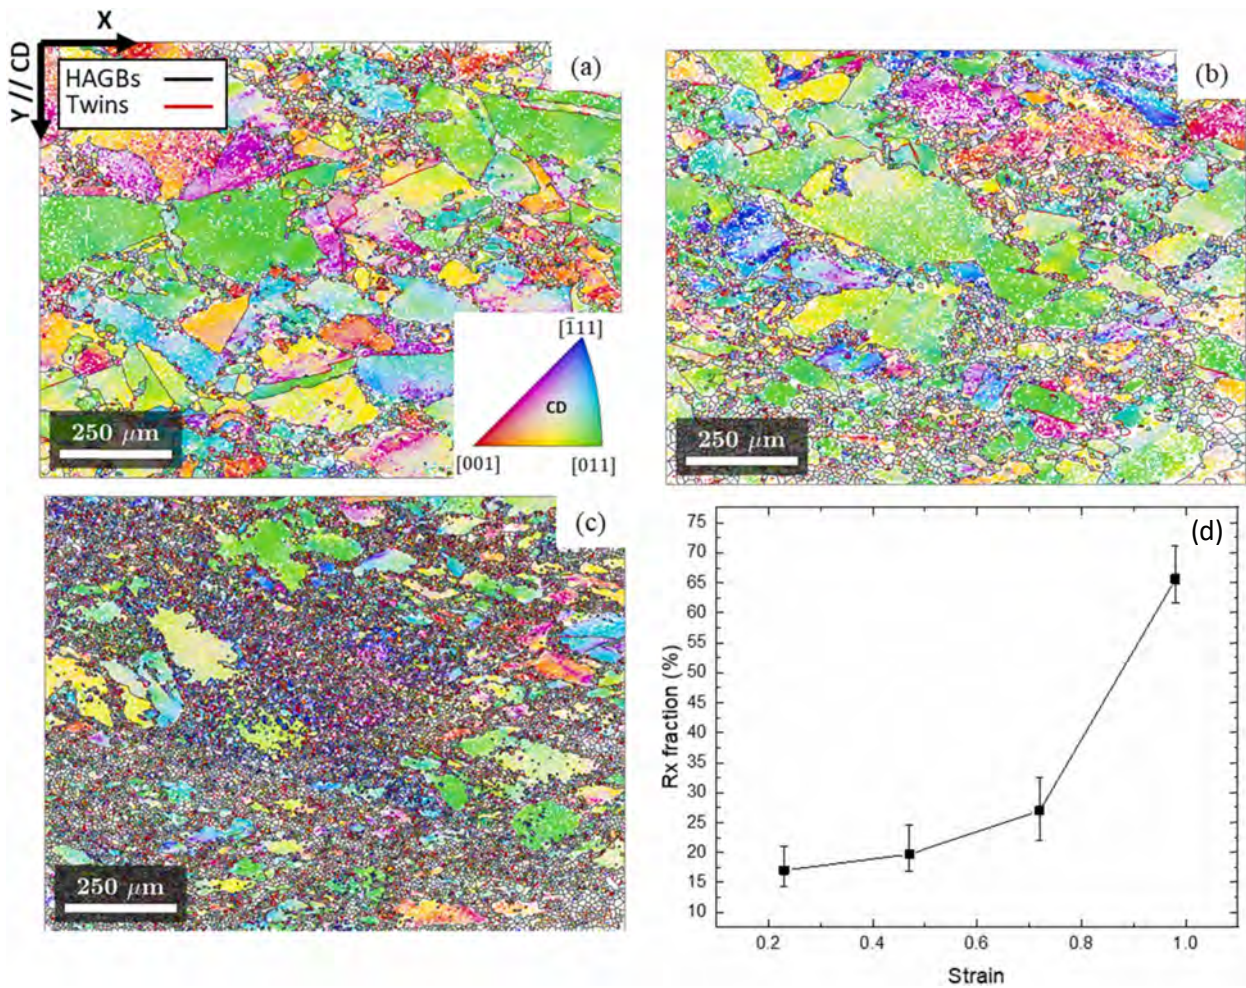 X
Y // CD
HAGBs
Twins
(a)
250 μm
[1̄11]
CD
[001]
[011]
(b)
250 μm
(c)
250 μm
(d)
75
70
65
60
55
50
45
40
35
30
25
20
15
10
Rx fraction (%)
0.2 0.4 0.6 0.8 1.0
Strain